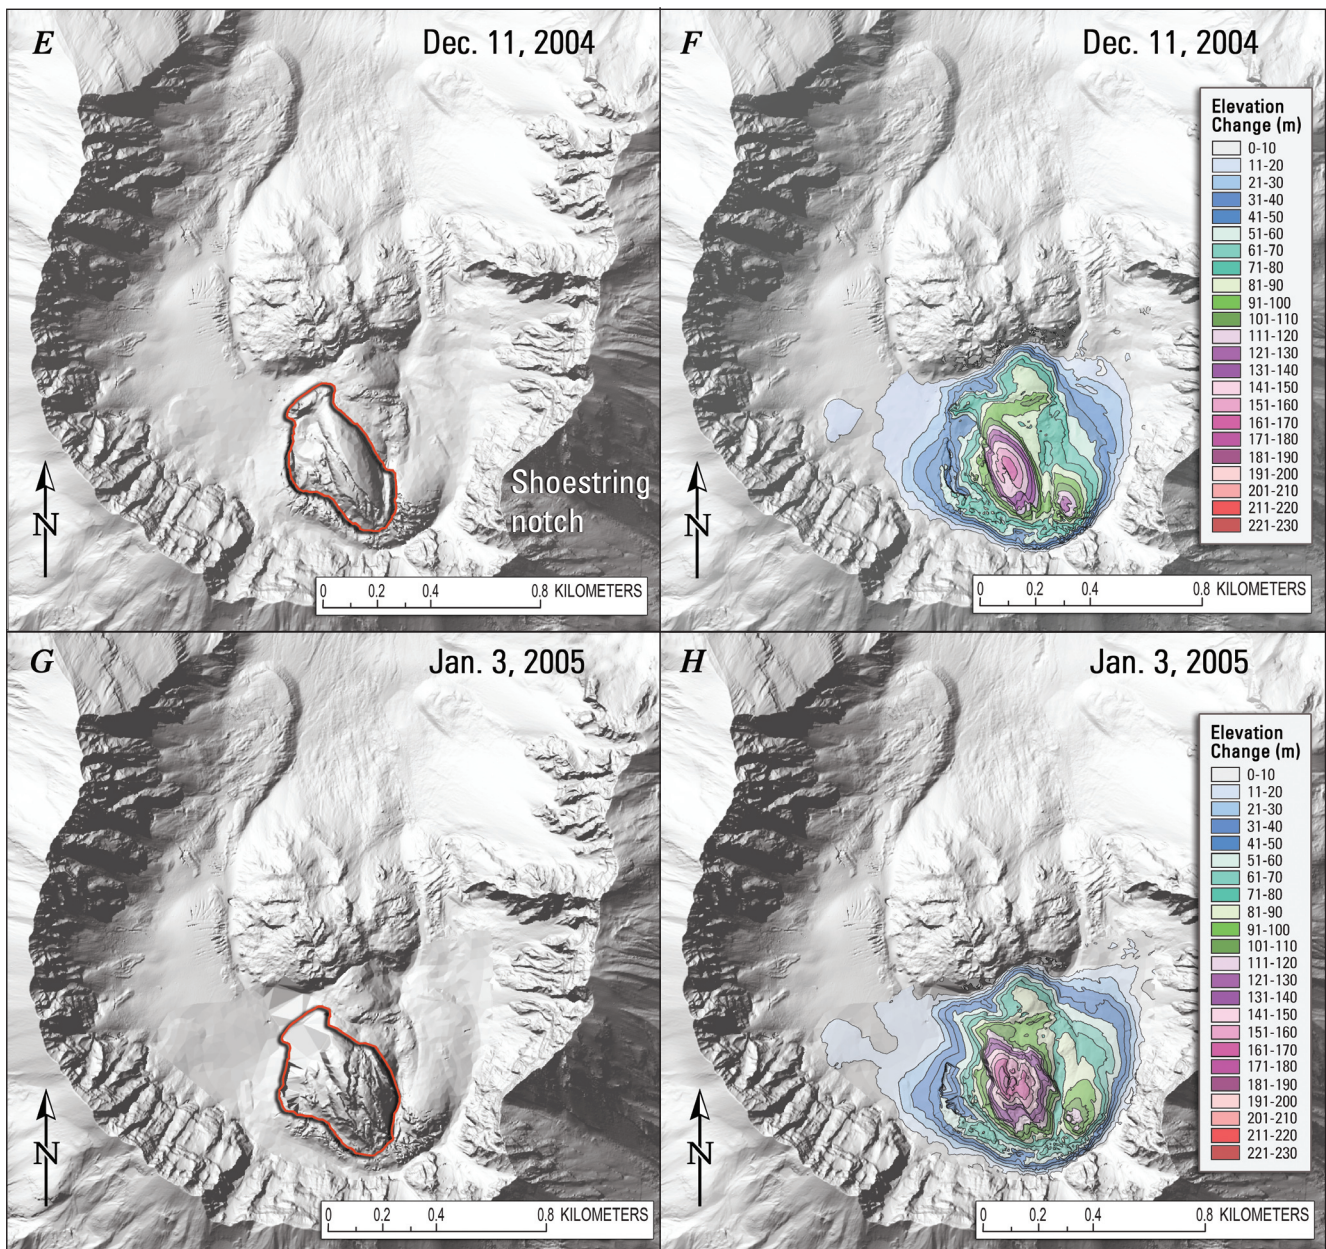 E
Dec. 11, 2004
Shoestring
notch
N
0
0.2
0.4
0.8 KILOMETERS
F
Dec. 11, 2004
Elevation
Change (m)
0-10
11-20
21-30
31-40
41-50
51-60
61-70
71-80
81-90
91-100
101-110
111-120
121-130
131-140
141-150
151-160
161-170
171-180
181-190
191-200
201-210
211-220
221-230
N
0
0.2
0.4
0.8 KILOMETERS
G
Jan. 3, 2005
N
0
0.2
0.4
0.8 KILOMETERS
H
Jan. 3, 2005
Elevation
Change (m)
0-10
11-20
21-30
31-40
41-50
51-60
61-70
71-80
81-90
91-100
101-110
111-120
121-130
131-140
141-150
151-160
161-170
171-180
181-190
191-200
201-210
211-220
221-230
N
0
0.2
0.4
0.8 KILOMETERS